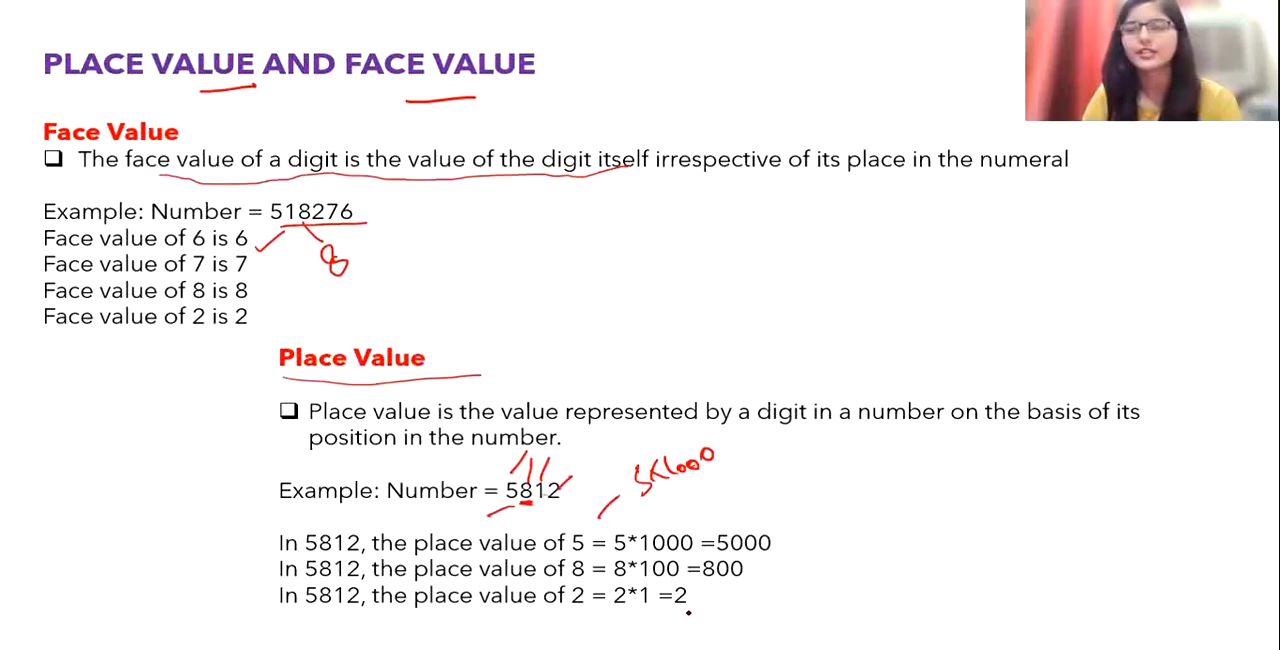 PLACE VALUE AND FACE VALUE
Face Value
❑ The face value of a digit is the value of the digit itself irrespective of its place in the numeral
Example: Number = 518276
Face value of 6 is 6
8
Face value of 7 is 7
Face value of 8 is 8
Face value of 2 is 2
Place Value
❑ Place value is the value represented by a digit in a number on the basis of its
position in the number.
5x1000
Example: Number = 5812
In 5812, the place value of 5 = 5*1000 =5000
In 5812, the place value of 8 = 8*100 =800
In 5812, the place value of 2 = 2*1 =2